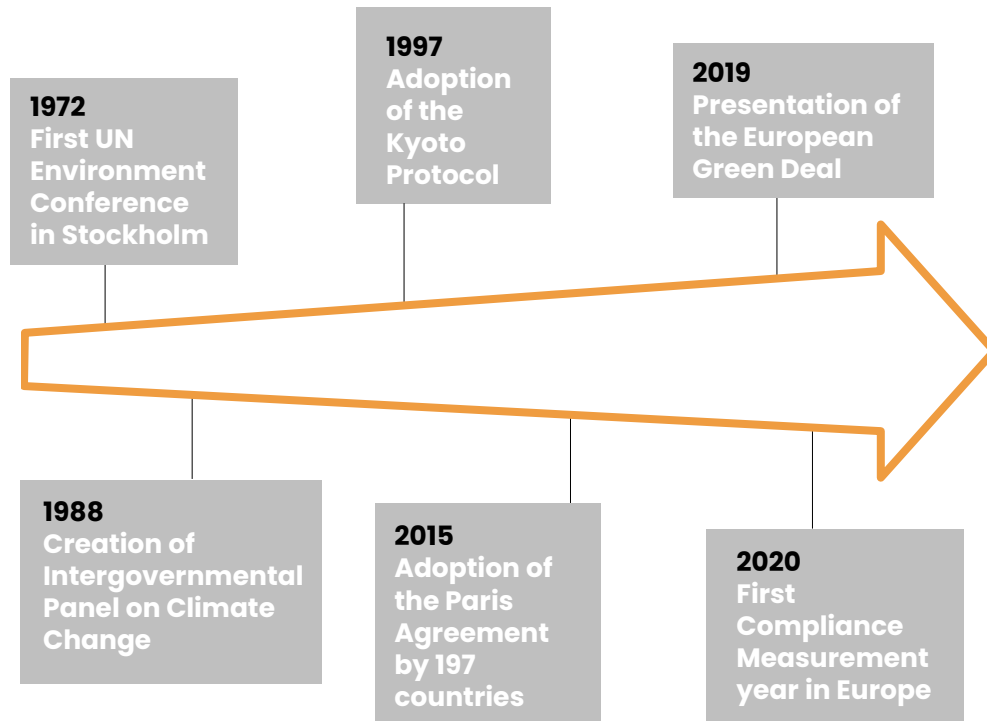 1972
First UN
Environment
Conference
in Stockholm
1988
Creation of
Intergovernmental
Panel on Climate
Change
1997
Adoption
of the
Kyoto
Protocol
2015
Adoption of
the Paris
Agreement
by 197
countries
2019
Presentation of
the European
Green Deal
2020
First
Compliance
Measurement
year in Europe